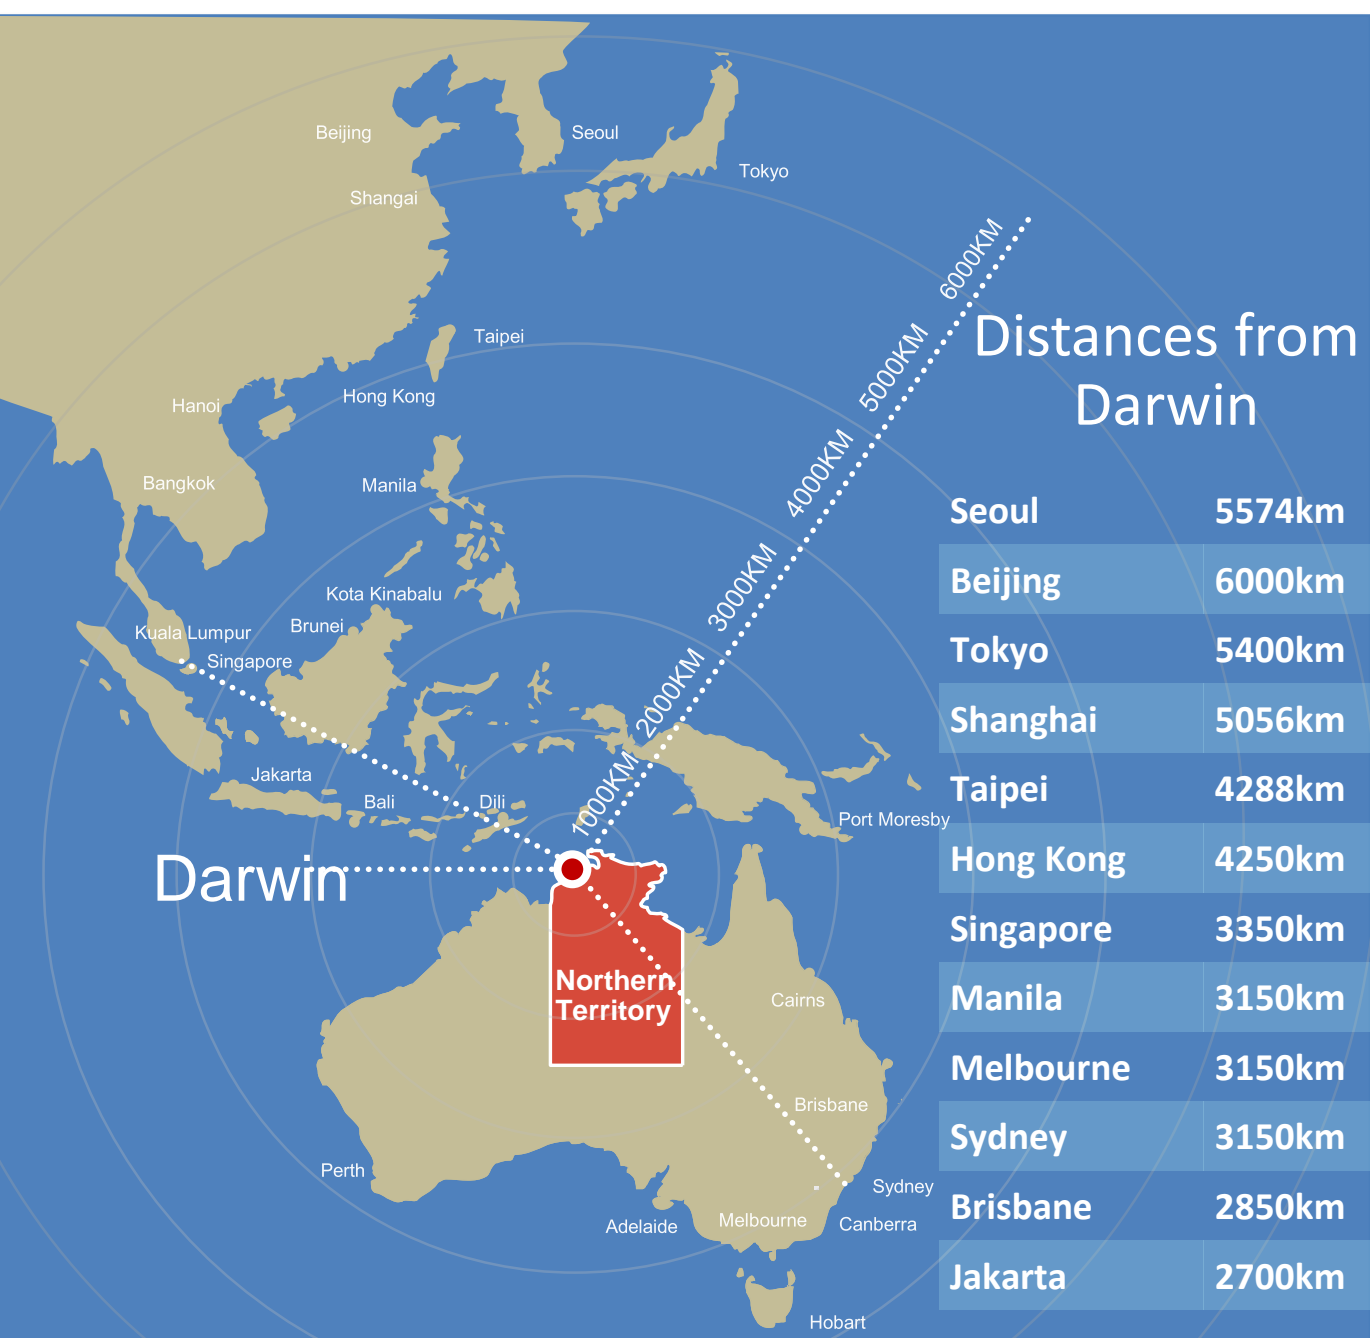 Beijing
Seoul
Tokyo
Shangai
6000KM
Taipei
5000KM
Distances from
Darwin
Hong Kong
Hanoi
4000KM
Bangkok
Manila
3000KM
Kota Kinabalu
Brunei
Kuala Lumpur
Singapore
2000KM
Jakarta
Bali
Dili
1000KM
Port Moresby
Darwin
Northern
Territory
Cairns
Brisbane
Perth
Sydney
Adelaide
Melbourne
Canberra
Hobart
Seoul 5574km
Beijing 6000km
Tokyo 5400km
Shanghai 5056km
Taipei 4288km
Hong Kong 4250km
Singapore 3350km
Manila 3150km
Melbourne 3150km
Sydney 3150km
Brisbane 2850km
Jakarta 2700km